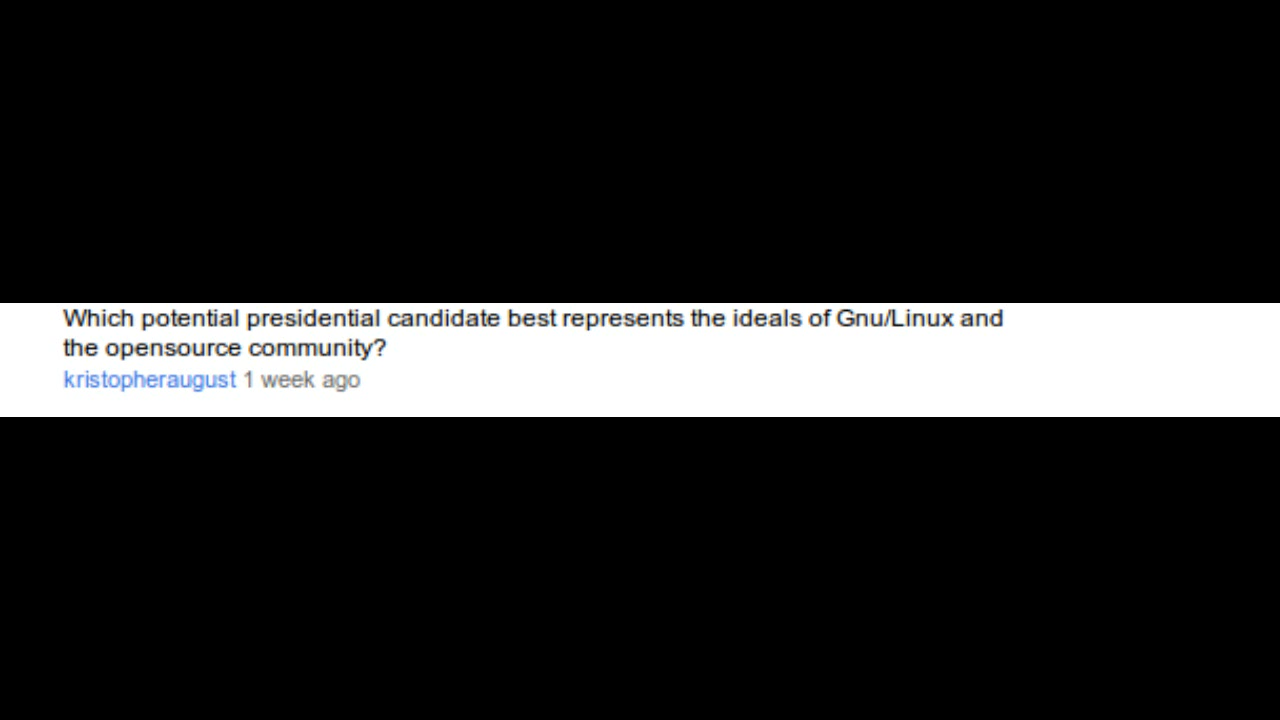 Which potential presidential candidate best represents the ideals of Gnu/Linux and
the opensource community?
kristopheraugust 1 week ago